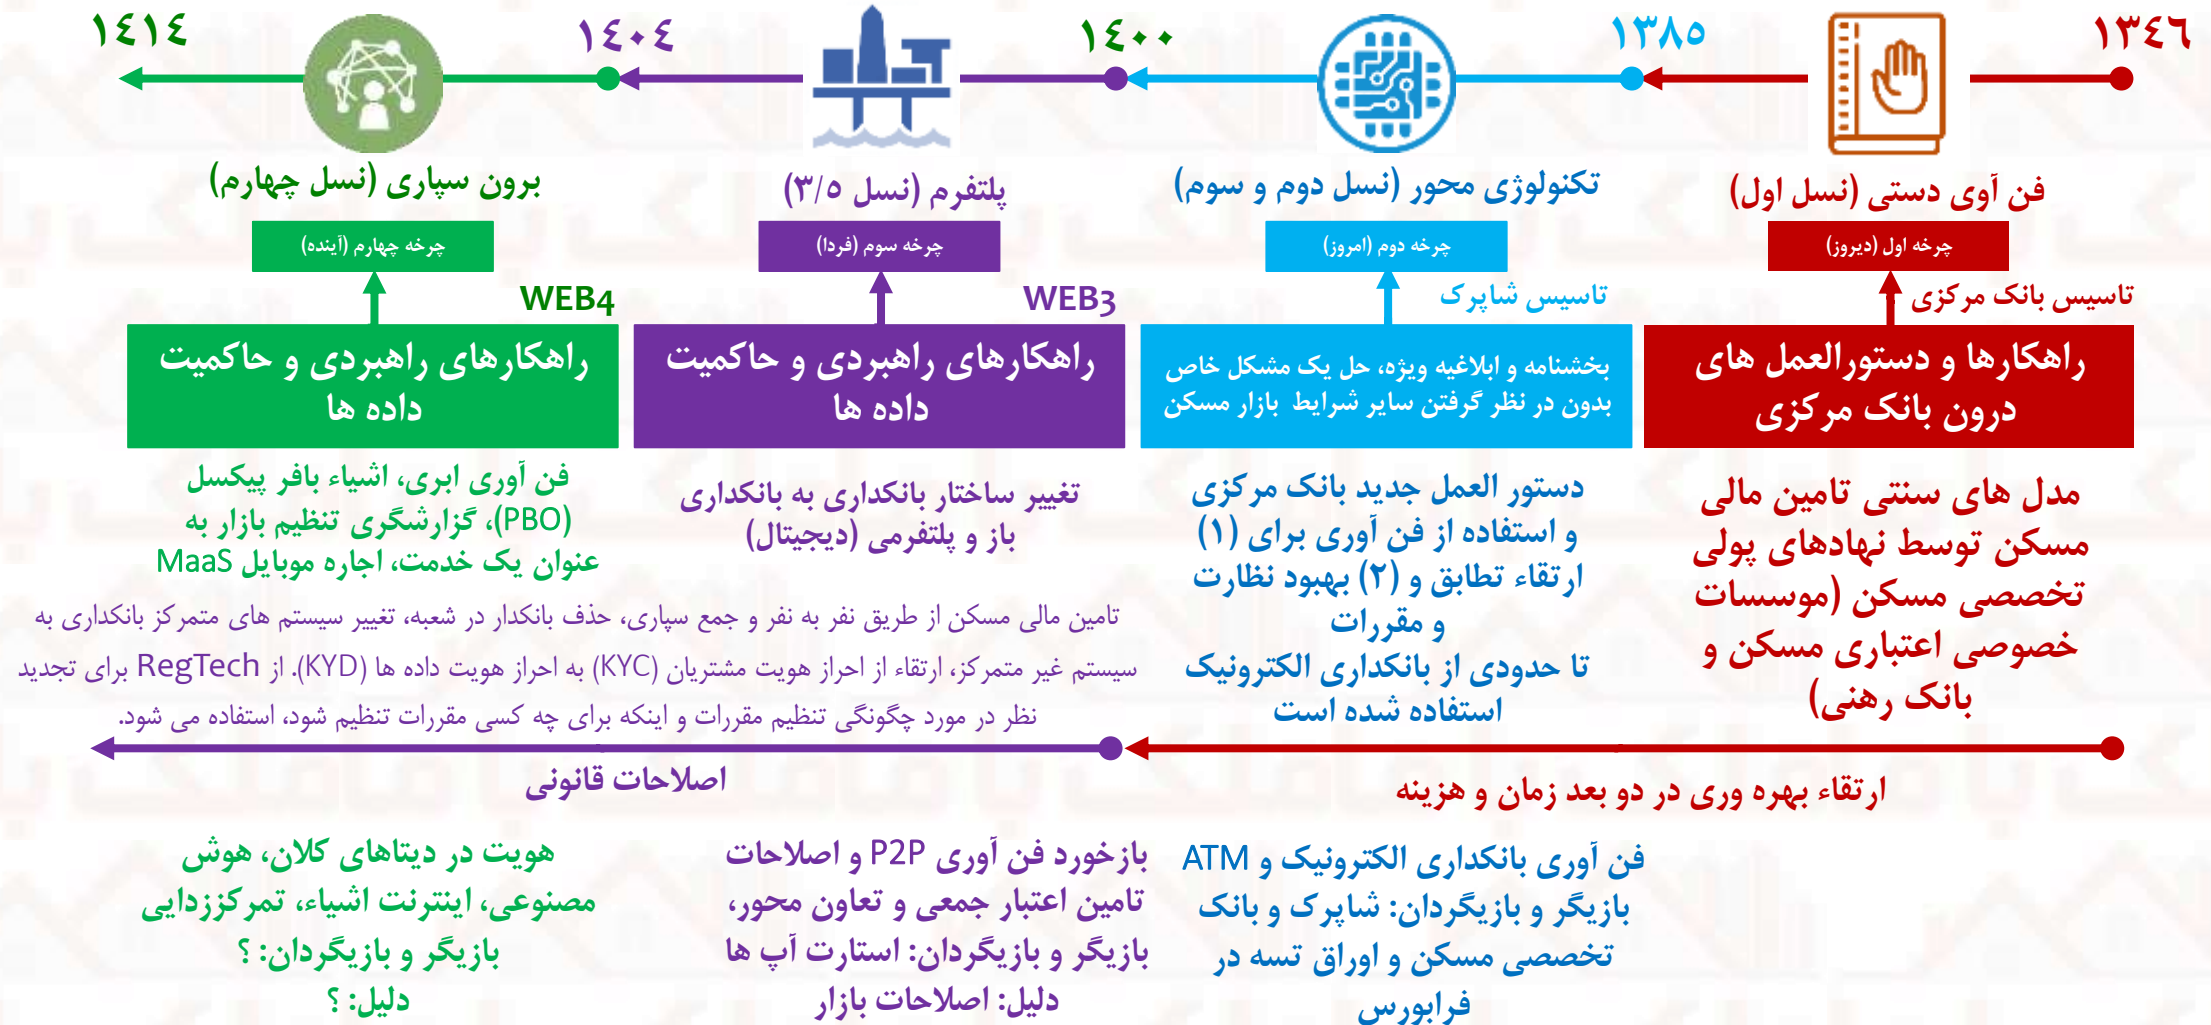 ۱۳۴۶
۱۳۸۵
۱۴۰۰
۱۴۰۴
۱۴۱۴
فن آوی دستی (نسل اول)
تکنولوژی محور (نسل دوم و سوم)
پلتفرم (نسل ۳/۵)
برون سپاری (نسل چهارم)
چرخه اول (دیروز)
چرخه دوم (امروز)
چرخه سوم (فردا)
چرخه چهارم (آینده)
تاسیس بانک مرکزی
تاسیس شاپرک
WEB3
WEB4
راهکارها و دستورالعمل های
درون بانک مرکزی
بخشنامه و ابلاغیه ویژه، حل یک مشکل خاص
بدون در نظر گرفتن سایر شرایط بازار مسکن
راهکارهای راهبردی و حاکمیت
داده ها
راهکارهای راهبردی و حاکمیت
داده ها
مدل های سنتی تامین مالی
مسکن توسط نهادهای پولی
تخصصی مسکن (موسسات
خصوصی اعتباری مسکن و
بانک رهنی)
دستور العمل جدید بانک مرکزی
و استفاده از فن آوری برای (۱)
ارتقاء تطابق و (۲) بهبود نظارت
و مقررات
تا حدودی از بانکداری الکترونیک
استفاده شده است
تغییر ساختار بانکداری به بانکداری
باز و پلتفرمی (دیجیتال)
فن آوری ابری، اشیاء بافر پیکسل
(PBO)، گزارشگری تنظیم بازار به
عنوان یک خدمت، اجاره موبایل MaaS
تامین مالی مسکن از طریق نفر به نفر و جمع سپاری، حذف بانکدار در شعبه، تغییر سیستم های متمرکز بانکداری به
سیستم غیر متمرکز، ارتقاء از احراز هویت مشتریان (KYC) به احراز هویت داده ها (KYD). از RegTech برای تجدید
نظر در مورد چگونگی تنظیم مقررات و اینکه برای چه کسی مقررات تنظیم شود، استفاده می شود.
ارتقاء بهره وری در دو بعد زمان و هزینه
اصلاحات قانونی
فن آوری بانکداری الکترونیک و ATM
بازیگر و بازیگردان: شاپرک و بانک
تخصصی مسکن و اوراق تسه در
فرابورس
بازخورد فن آوری P2P و اصلاحات
تامین اعتبار جمعی و تعاون محور،
بازیگر و بازیگردان: استارت آپ ها
دلیل: اصلاحات بازار
هویت در دیتاهای کلان، هوش
مصنوعی، اینترنت اشیاء، تمرکززدایی
بازیگر و بازیگردان: ؟
دلیل: ؟